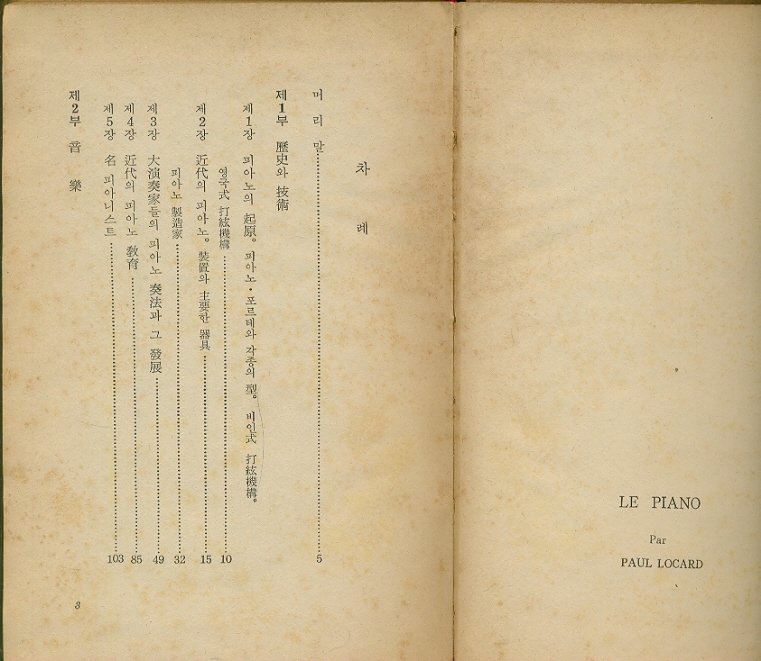 LE PIANO
Par
PAUL LOCARD
차 례
머 리 말 5
제1부 歷史와 技術
제1장 피아노의 起原。피아노・포르테와 각종의 型。비인式 打絃機構。
영국式 打絃機構 10
제2장 近代의 피아노。裝置와 主要한 器具 15
피아노 製造家 32
제3장 大演奏家들의 피아노 奏法과 그 發展 49
제4장 近代의 피아노 敎育 85
제5장 名 피아니스트 103
제2부 音 樂
3